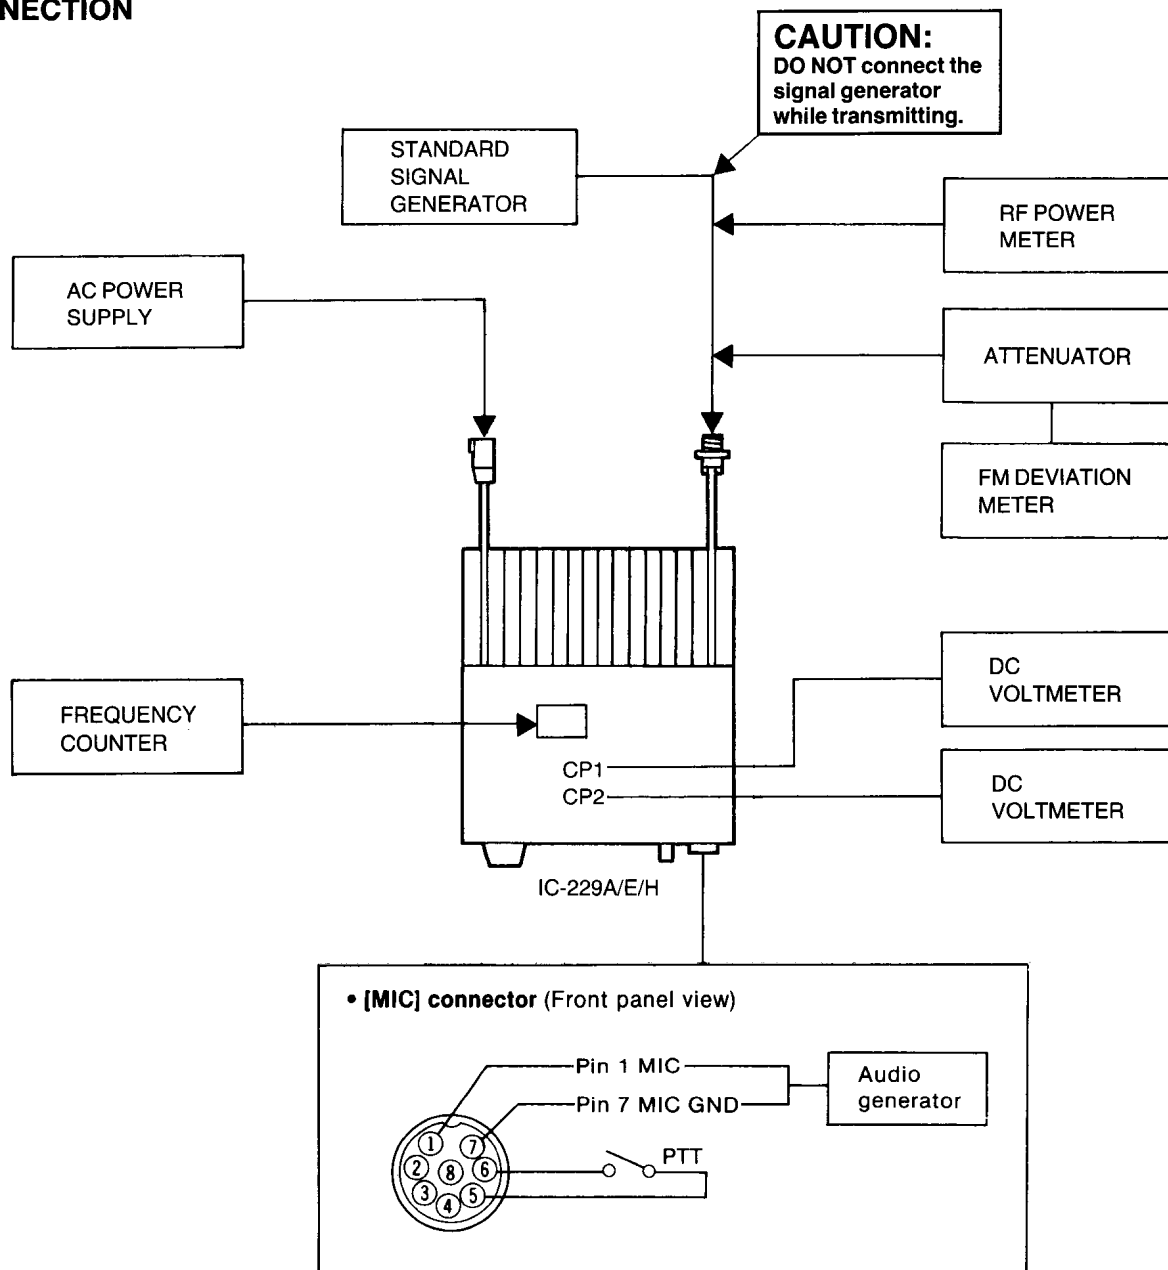 NECTION
CAUTION:
DO NOT connect the
signal generator
while transmitting.
STANDARD
SIGNAL
GENERATOR
RF POWER
METER
AC POWER
SUPPLY
ATTENUATOR
FM DEVIATION
METER
DC
VOLTMETER
FREQUENCY
COUNTER
CP1
CP2
DC
VOLTMETER
IC-229A/E/H
• [MIC] connector (Front panel view)
Pin 1 MIC
Pin 7 MIC GND
Audio
generator
PTT
1
7
2
8
6
3
4
5